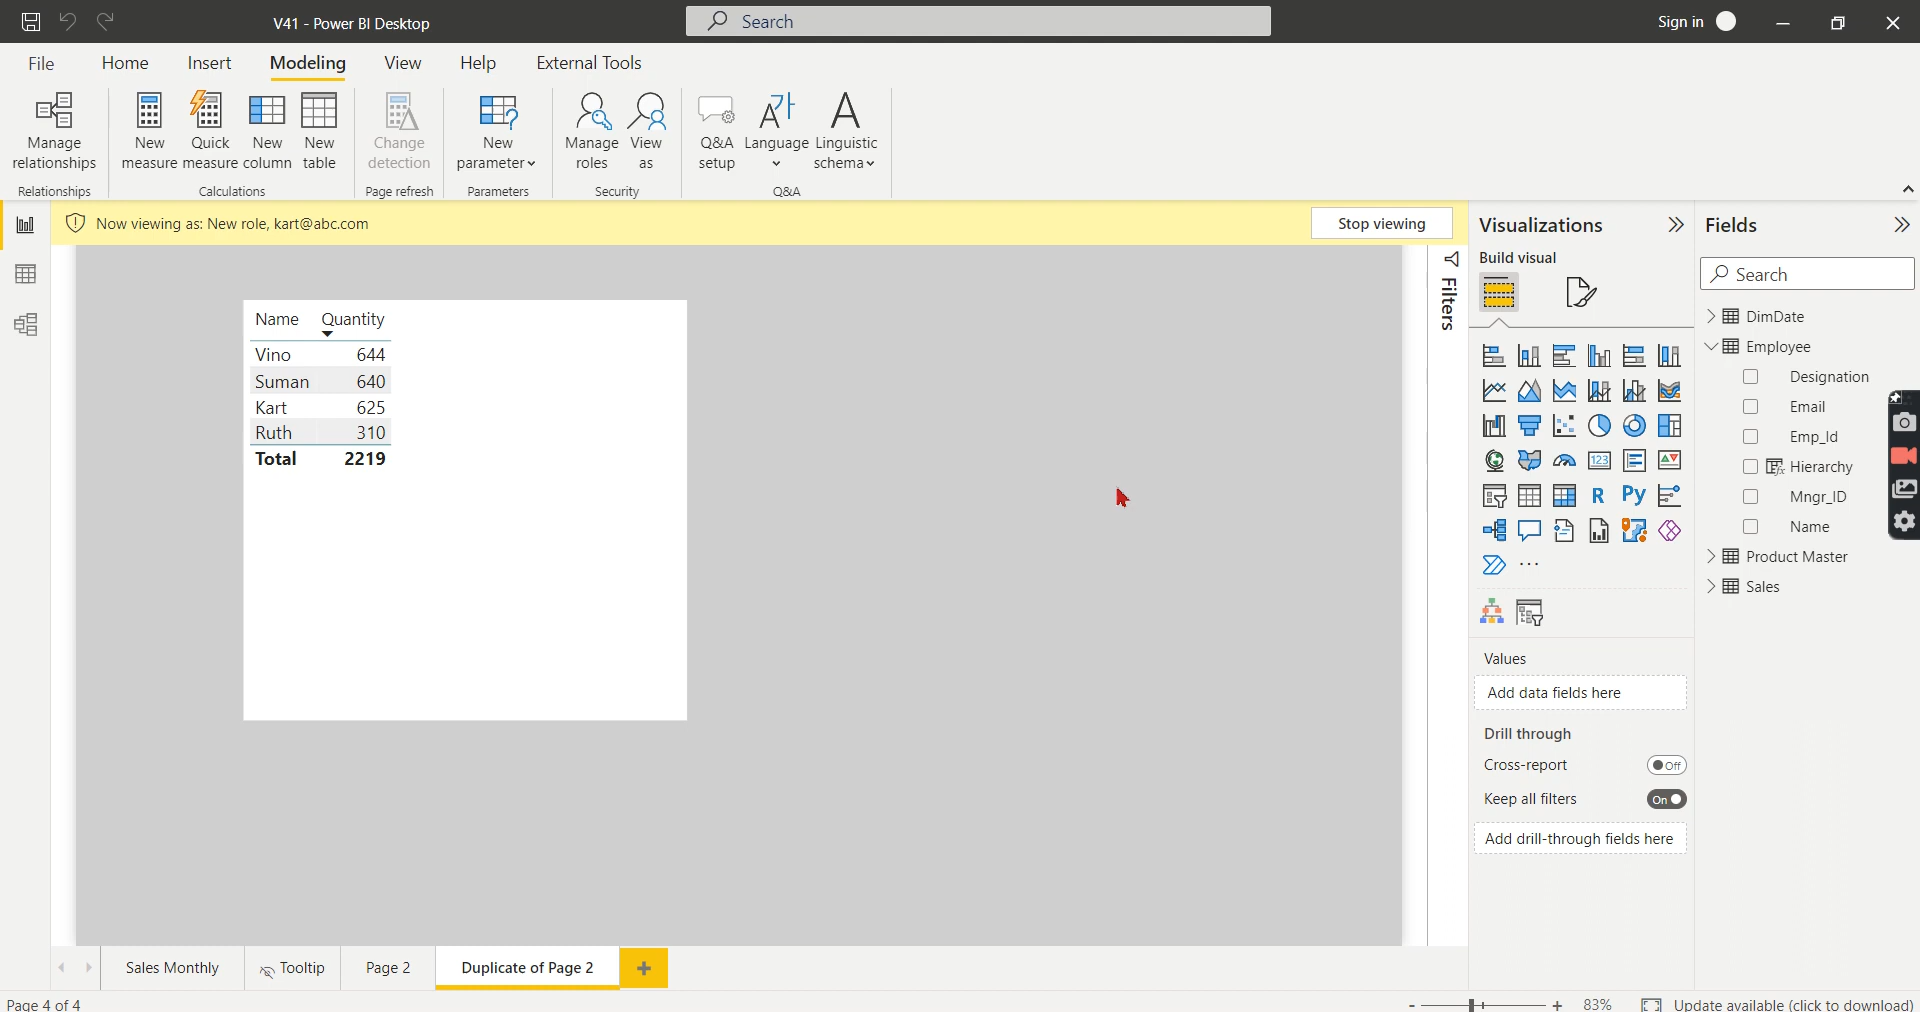 V41 - Power BI Desktop
Search
Sign in
File Home Insert Modeling View Help External Tools
Manage relationships
New measure
Quick measure
New column
New table
Change detection
New parameter
Manage roles
View as
Q&A setup
Language
Linguistic schema
Relationships
Calculations
Page refresh
Parameters
Security
Q&A
Now viewing as: New role, kart@abc.com
Stop viewing
Name Quantity
Vino 644
Suman 640
Kart 625
Ruth 310
Total 2219
Filters
Visualizations
Build visual
123
R
Py
...
Values
Add data fields here
Drill through
Cross-report Off
Keep all filters On
Add drill-through fields here
Fields
Search
DimDate
Employee
Designation
Email
Emp_Id
Hierarchy
Mngr_ID
Name
Product Master
Sales
Sales Monthly
Tooltip
Page 2
Duplicate of Page 2
+
Page 4 of 4
- + 83%
Update available (click to download)